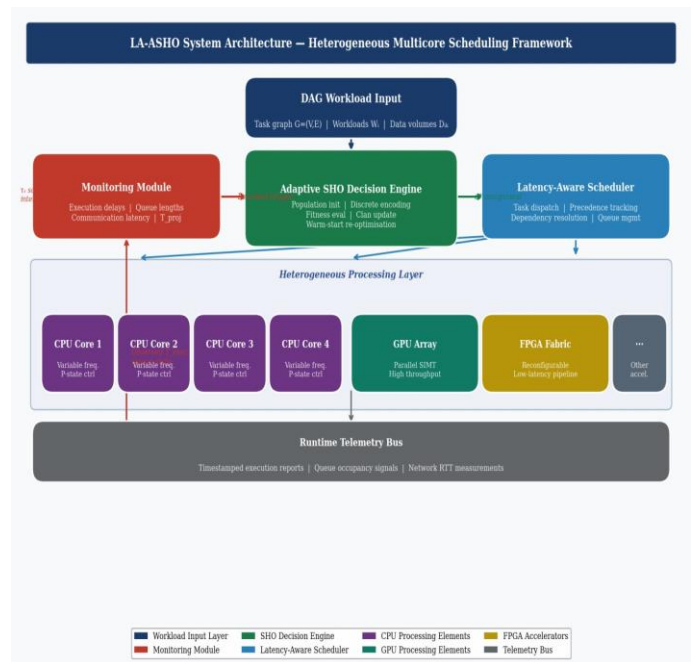 LA-ASHO System Architecture — Heterogeneous Multicore Scheduling Framework
DAG Workload Input
Task graph G=(V,E) | Workloads Wᵢ | Data volumes
Monitoring Module
Execution delays | Queue lengths
Communication latency | T_proj
Adaptive SHO Decision Engine
Population init | Discrete encoding
Fitness eval | Clan update
Warm-start re-optimisation
Latency-Aware Scheduler
Task dispatch | Precedence tracking
Dependency resolution | Queue mgmt
Heterogeneous Processing Layer
CPU Core 1
Variable freq.
P-state ctrl
CPU Core 2
Variable freq.
P-state ctrl
CPU Core 3
Variable freq.
P-state ctrl
CPU Core 4
Variable freq.
P-state ctrl
GPU Array
Parallel SIMT
High throughput
FPGA Fabric
Reconfigurable
Low-latency pipeline
...
Other
accel.
Runtime Telemetry Bus
Timestamped execution reports | Queue occupancy signals | Network RTT measurements
Workload Input Layer
Monitoring Module
SHO Decision Engine
Latency-Aware Scheduler
CPU Processing Elements
GPU Processing Elements
FPGA Accelerators
Telemetry Bus